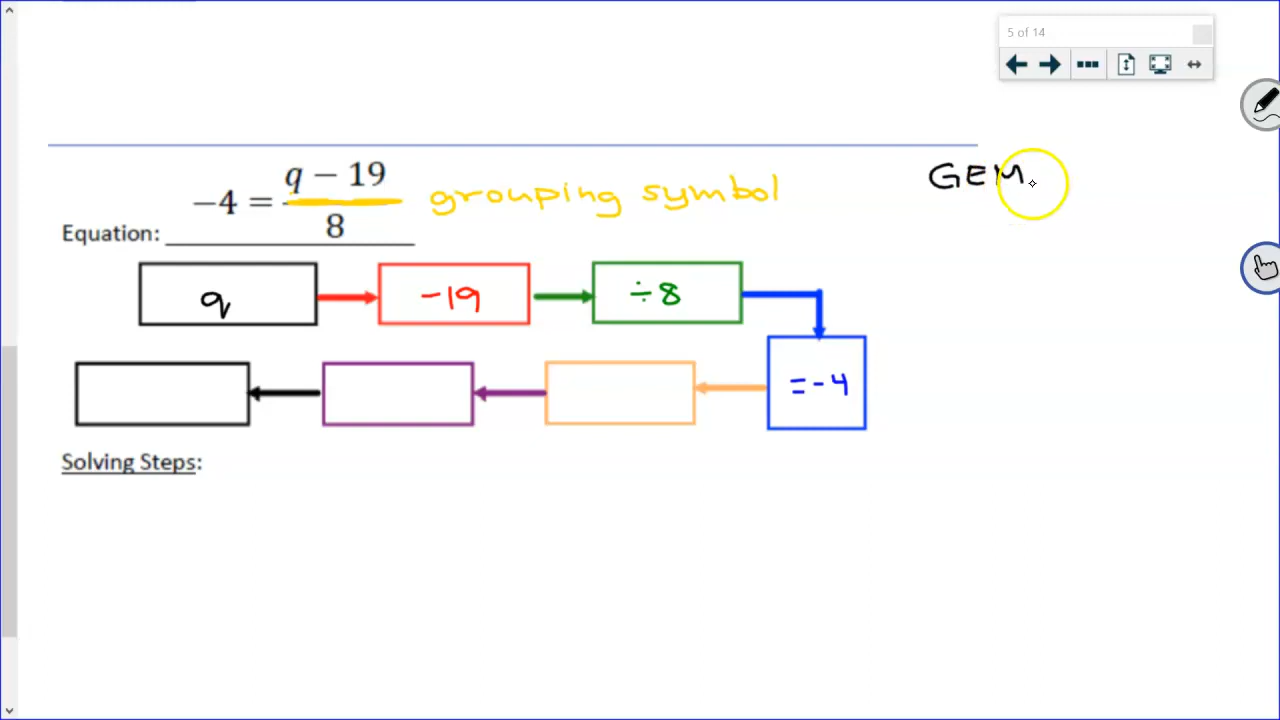 5 of 14
-4 = (q - 19)/8 grouping symbol GEM.
Equation:
q -19 ÷8
=-4
Solving Steps: